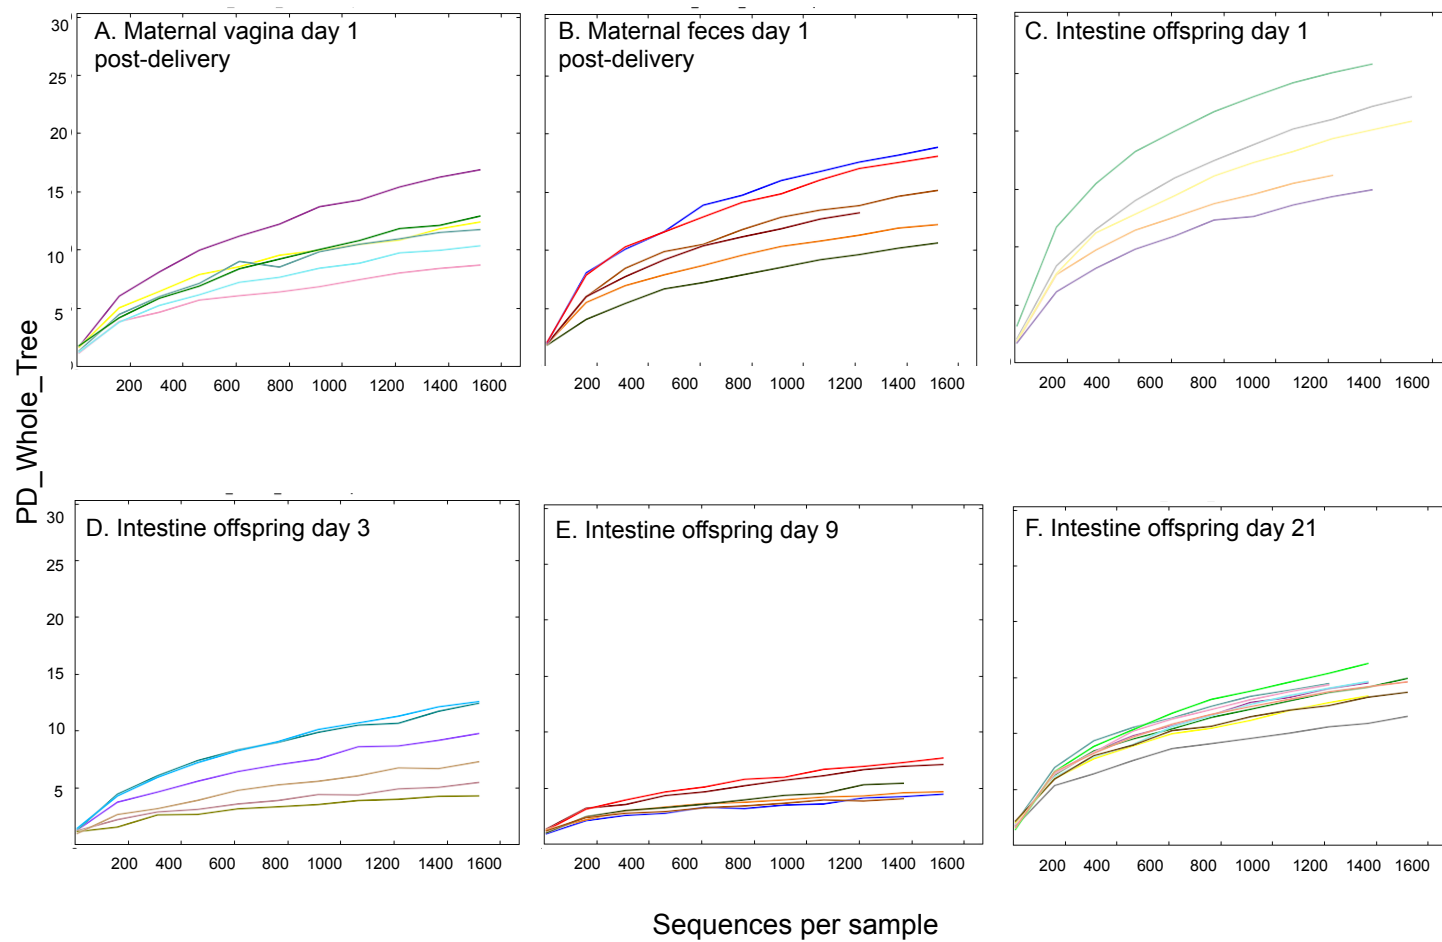 A. Maternal vagina day 1
post-delivery
B. Maternal feces day 1
post-delivery
C. Intestine offspring day 1
30
25
20
15
10
5
200 400 600 800 1000 1200 1400 1600
200 400 600 800 1000 1200 1400 1600
200 400 600 800 1000 1200 1400 1600
PD_Whole_Tree
D. Intestine offspring day 3
E. Intestine offspring day 9
F. Intestine offspring day 21
30
25
20
15
10
5
200 400 600 800 1000 1200 1400 1600
200 400 600 800 1000 1200 1400 1600
200 400 600 800 1000 1200 1400 1600
Sequences per sample